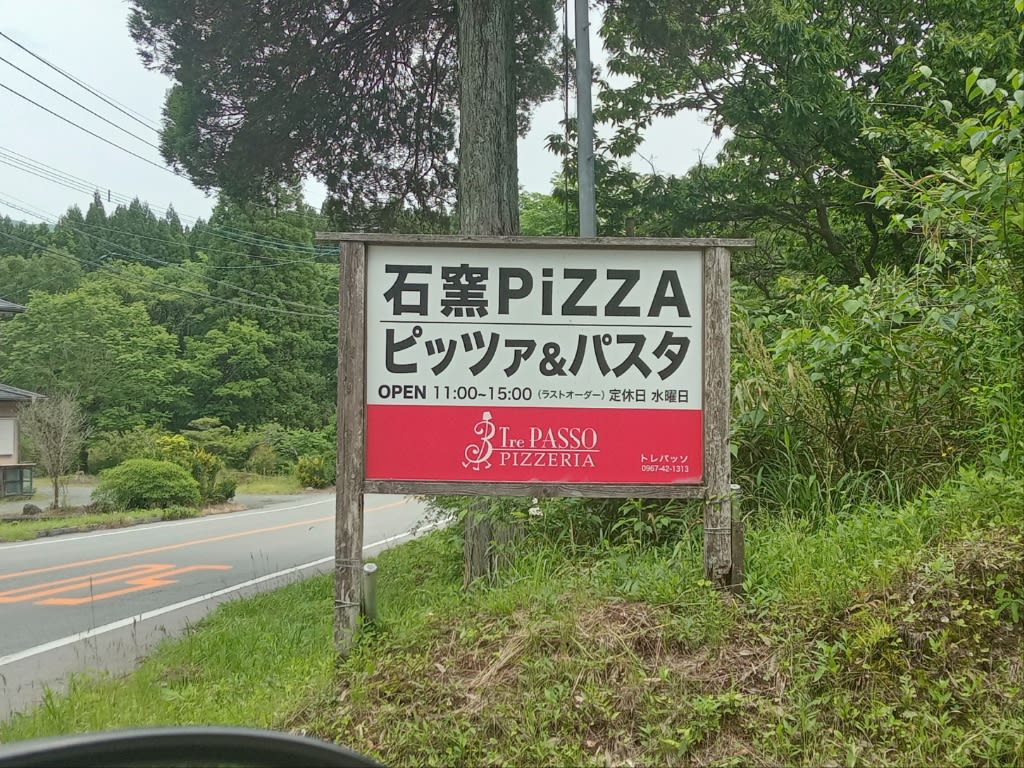 石窯PiZZA
ピッツァ&パスタ
OPEN 11:00~15:00 (ラストオーダー) 定休日 水曜日
Tre PASSO
PIZZERIA
トレパッソ
0967-42-1313